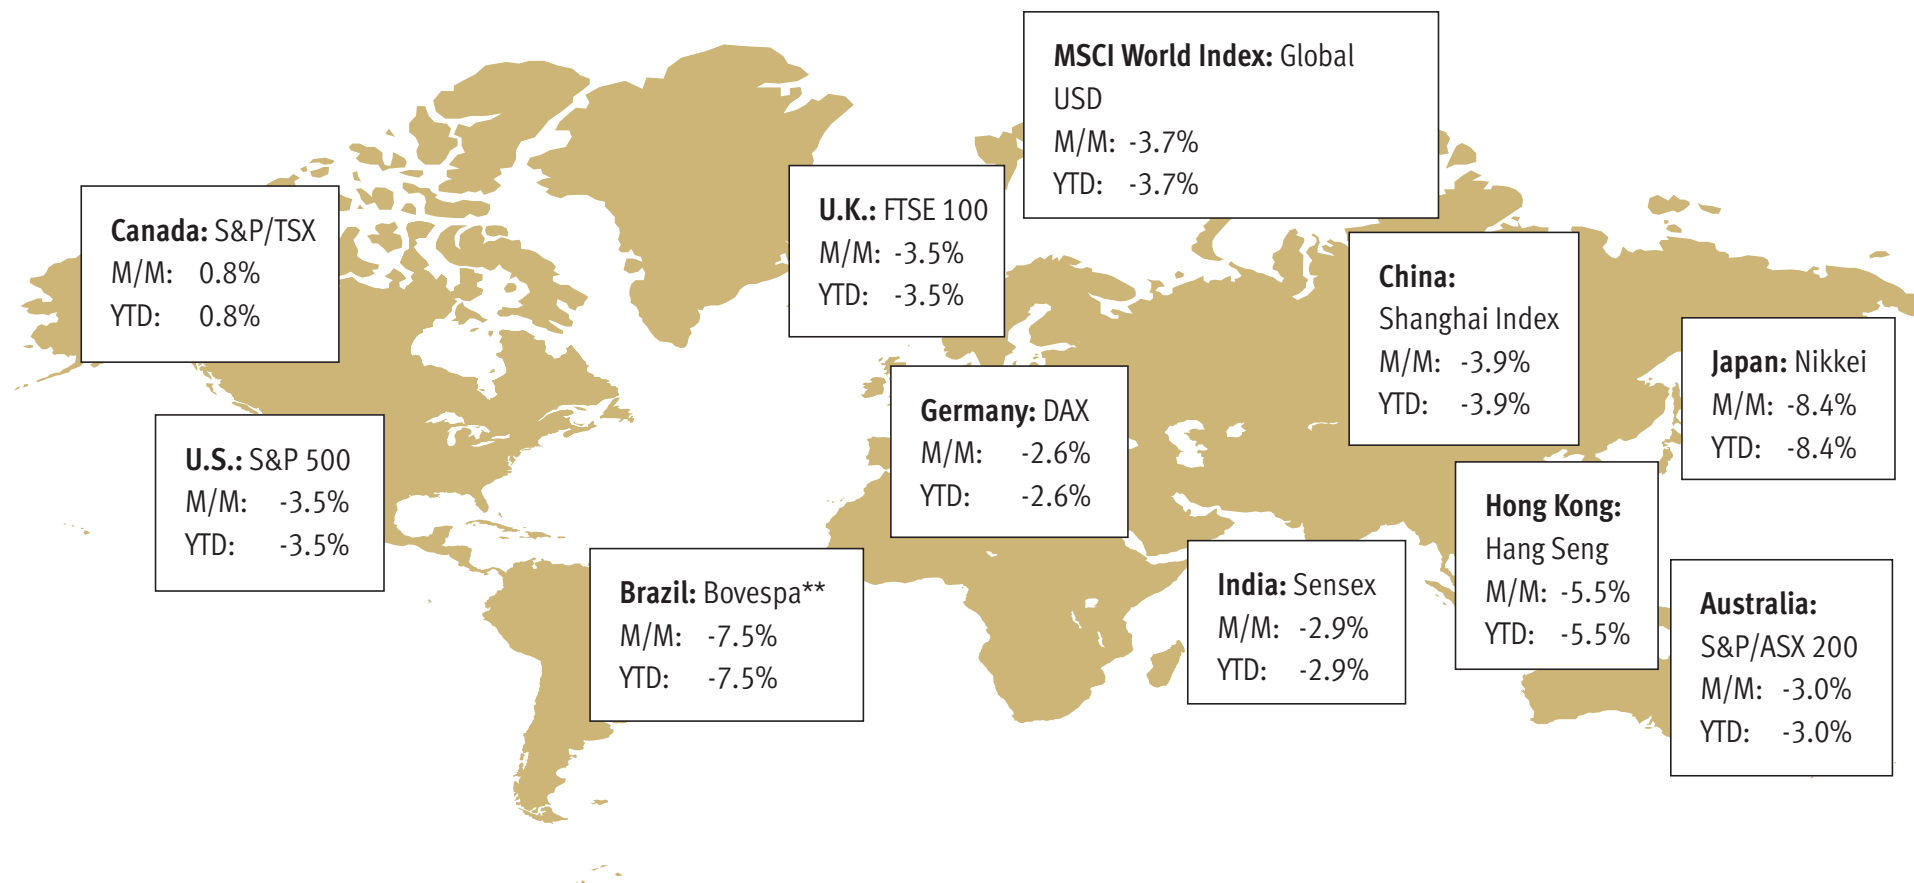 MSCI World Index: Global
USD
M/M: -3.7%
YTD: -3.7%
Canada: S&P/TSX
M/M: 0.8%
YTD: 0.8%
U.K.: FTSE 100
M/M: -3.5%
YTD: -3.5%
China:
Shanghai Index
M/M: -3.9%
YTD: -3.9%
Japan: Nikkei
M/M: -8.4%
YTD: -8.4%
Germany: DAX
M/M: -2.6%
YTD: -2.6%
U.S.: S&P 500
M/M: -3.5%
YTD: -3.5%
Hong Kong:
Hang Seng
M/M: -5.5%
YTD: -5.5%
Brazil: Bovespa**
M/M: -7.5%
YTD: -7.5%
India: Sensex
M/M: -2.9%
YTD: -2.9%
Australia:
S&P/ASX 200
M/M: -3.0%
YTD: -3.0%